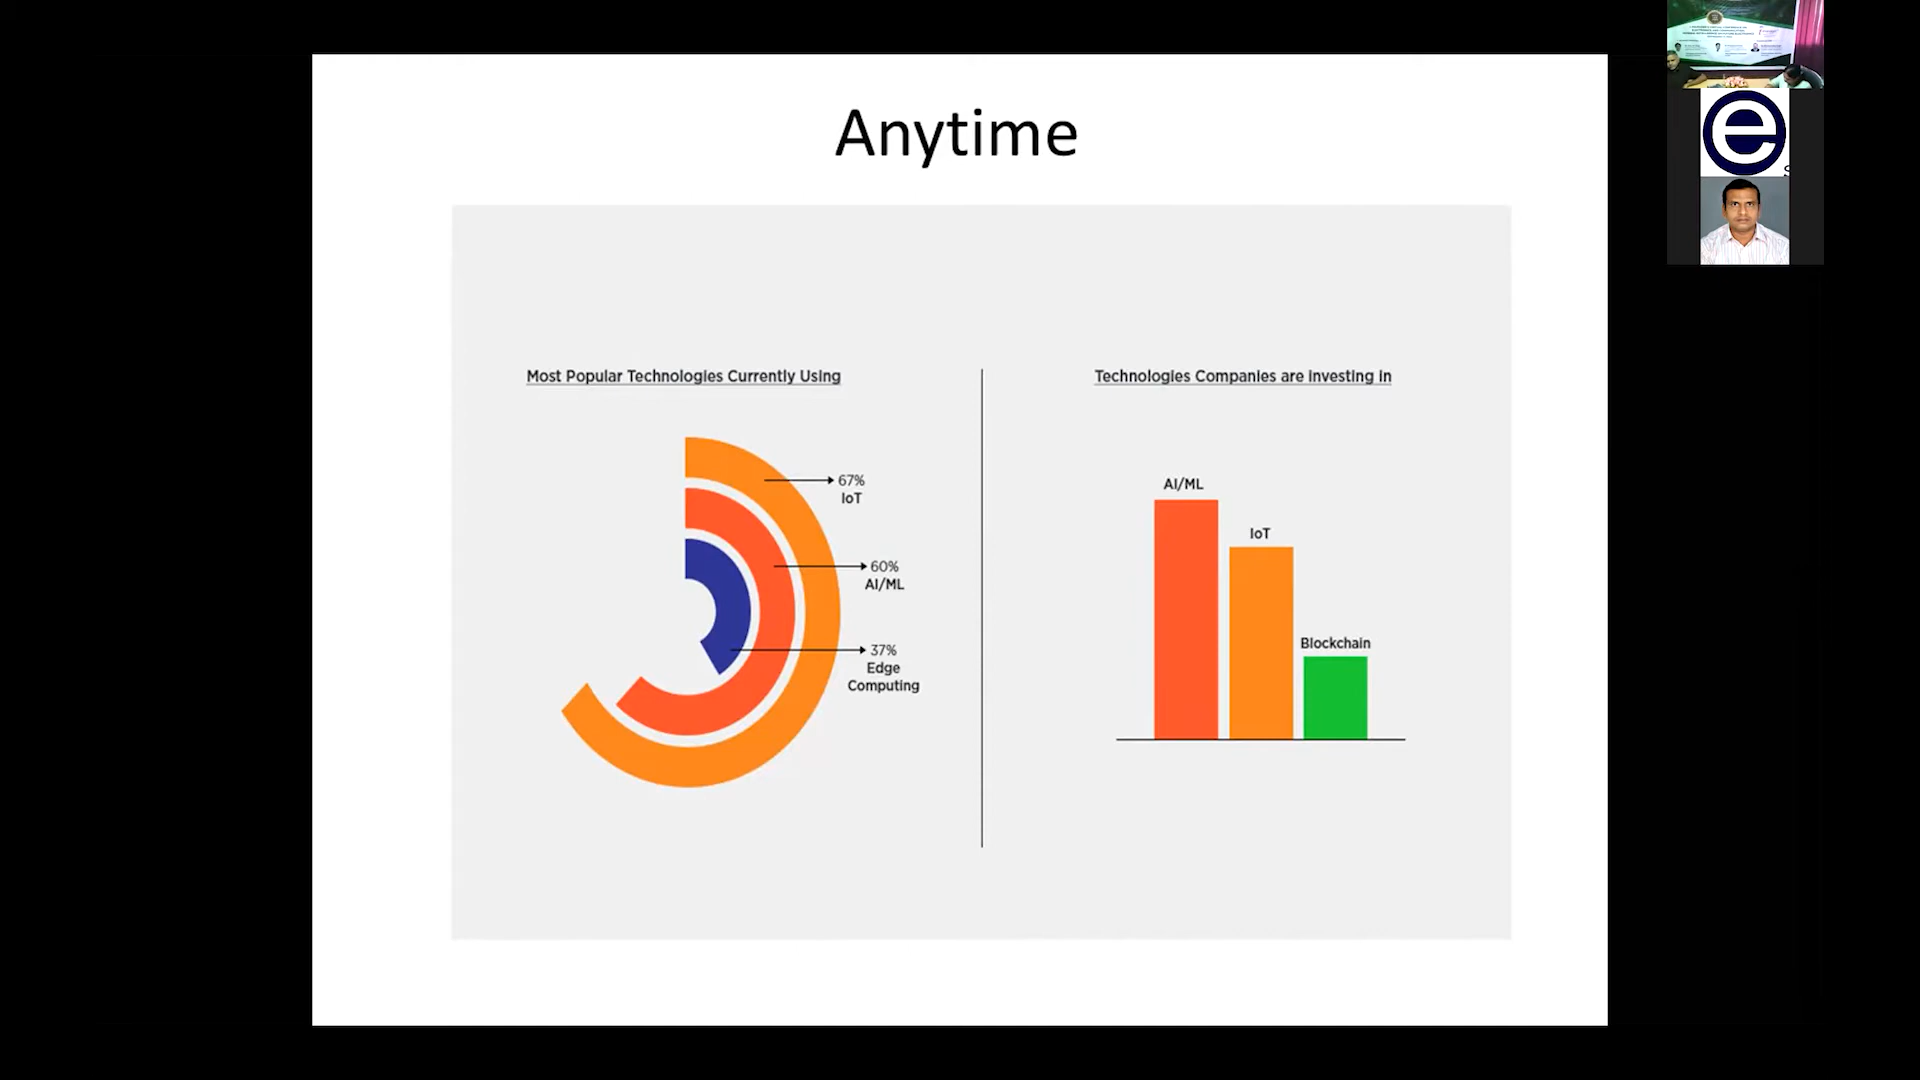 Anytime
Most Popular Technologies Currently Using
67%
IoT
60%
AI/ML
37%
Edge
Computing
Technologies Companies are investing in
AI/ML
IoT
Blockchain
e